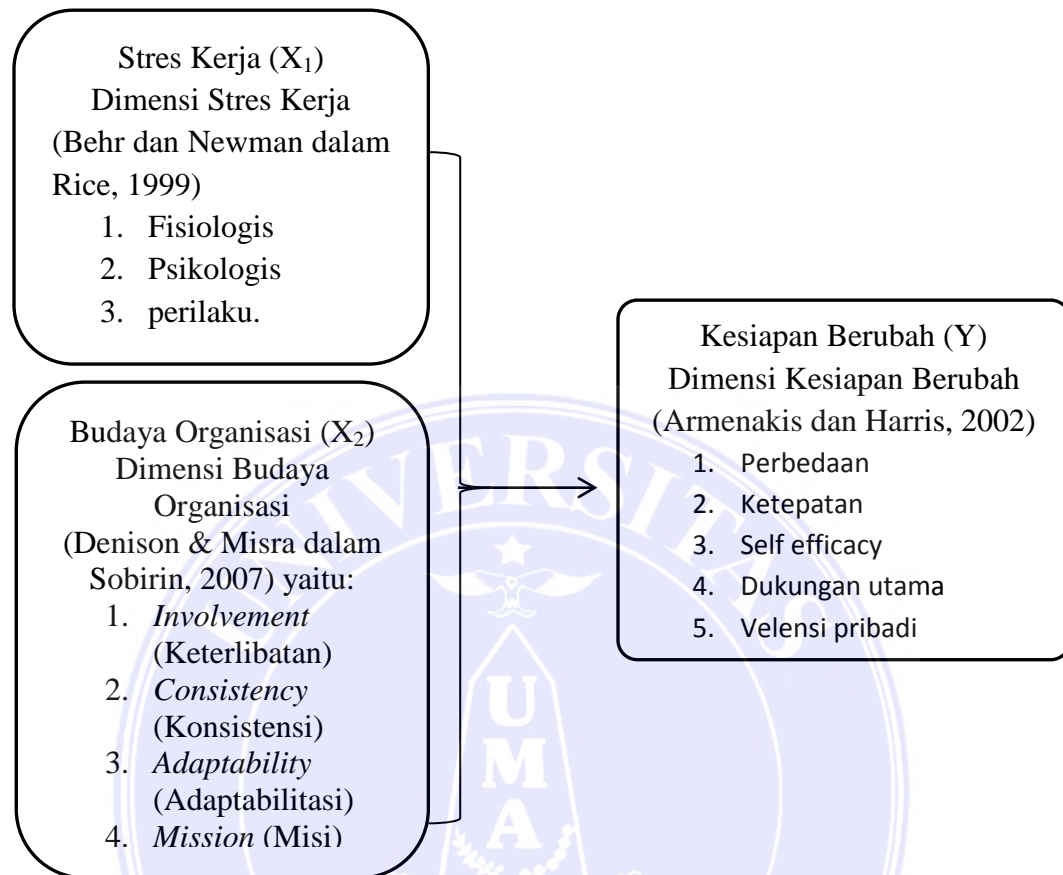 Stres Kerja (X₁)
Dimensi Stres Kerja
(Behr dan Newman dalam
Rice, 1999)
1. Fisiologis
2. Psikologis
3. perilaku.
Budaya Organisasi (X₂)
Dimensi Budaya
Organisasi
(Denison & Misra dalam
Sobirin, 2007) yaitu:
1. Involvement
(Keterlibatan)
2. Consistency
(Konsistensi)
3. Adaptability
(Adaptabilitasi)
4. Mission (Misi)
Kesiapan Berubah (Y)
Dimensi Kesiapan Berubah
(Armenakis dan Harris, 2002)
1. Perbedaan
2. Ketepatan
3. Self efficacy
4. Dukungan utama
5. Velensi pribadi
UNIVERSITAS
UMA